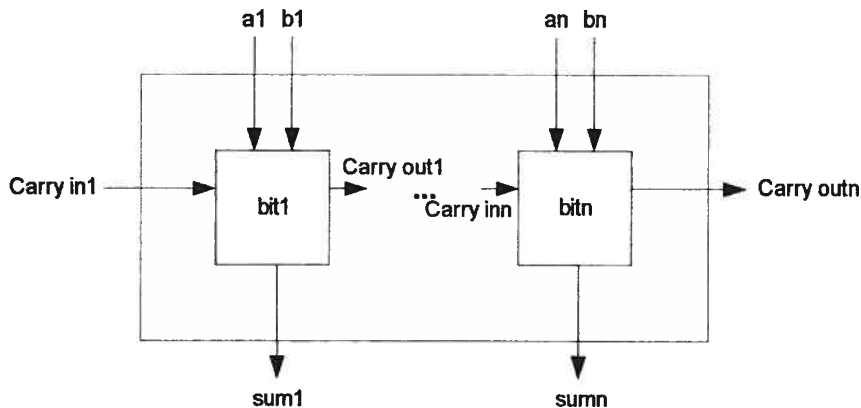 a1 b1
an bn
Carry in1
bit1
Carry out1
...
Carry inn
bitn
Carry outn
sum1
sumn